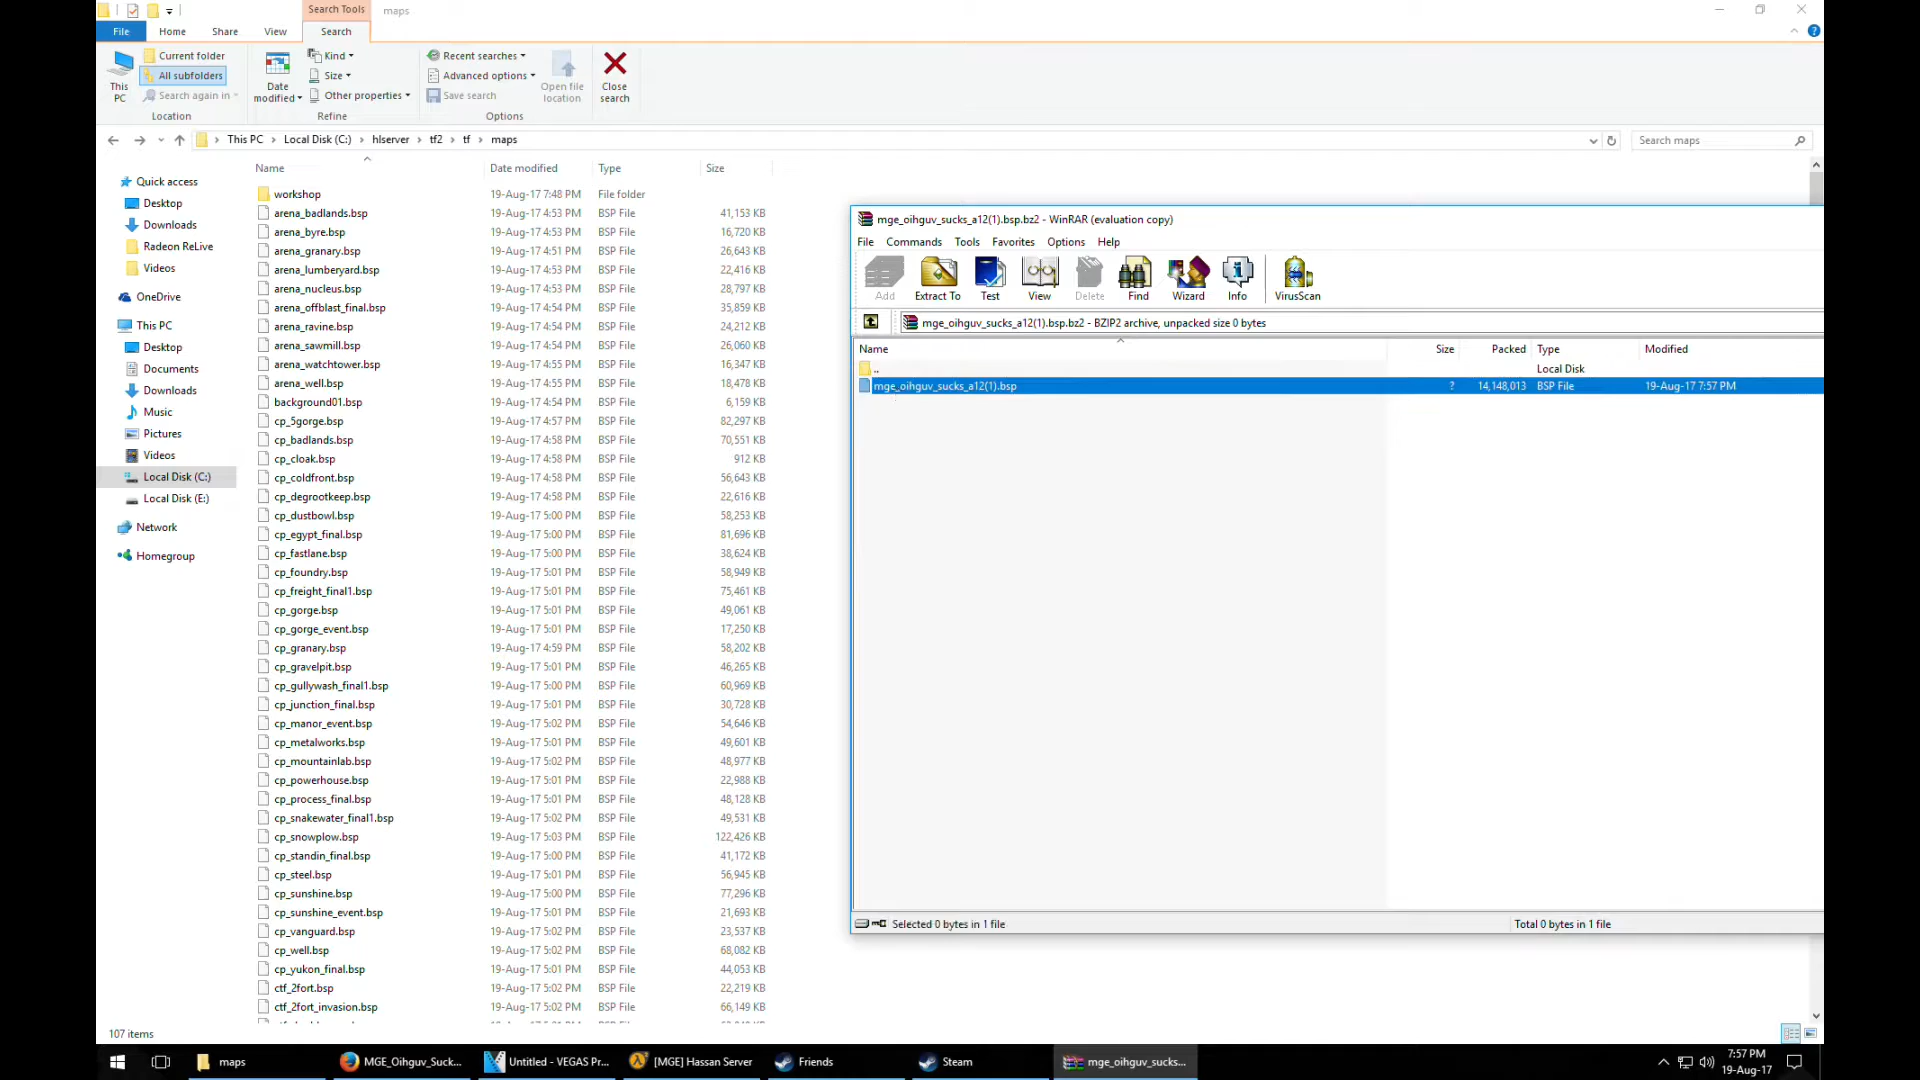 Search Tools maps
File Home Share View Search
This PC
Current folder
All subfolders
Search again in
Location
Date modified
Kind
Size
Other properties
Refine
Recent searches
Advanced options
Save search
Options
Open file location
Close search
This PC Local Disk (C:) hlserver tf2 tf maps
Search maps
Quick access
Desktop
Downloads
Radeon ReLive
Videos
OneDrive
This PC
Desktop
Documents
Downloads
Music
Pictures
Videos
Local Disk (C:)
Local Disk (E:)
Network
Homegroup
Name Date modified Type Size
workshop 19-Aug-17 7:48 PM File folder
arena_badlands.bsp 19-Aug-17 4:53 PM BSP File 41,153 KB
arena_byre.bsp 19-Aug-17 4:53 PM BSP File 16,720 KB
arena_granary.bsp 19-Aug-17 4:51 PM BSP File 26,643 KB
arena_lumberyard.bsp 19-Aug-17 4:53 PM BSP File 22,416 KB
arena_nucleus.bsp 19-Aug-17 4:53 PM BSP File 28,797 KB
arena_offblast_final.bsp 19-Aug-17 4:53 PM BSP File 35,859 KB
arena_ravine.bsp 19-Aug-17 4:54 PM BSP File 24,212 KB
arena_sawmill.bsp 19-Aug-17 4:54 PM BSP File 26,060 KB
arena_watchtower.bsp 19-Aug-17 4:54 PM BSP File 16,347 KB
arena_well.bsp 19-Aug-17 4:55 PM BSP File 18,478 KB
background01.bsp 19-Aug-17 4:54 PM BSP File 6,159 KB
cp_5gorge.bsp 19-Aug-17 4:57 PM BSP File 82,297 KB
cp_badlands.bsp 19-Aug-17 4:58 PM BSP File 70,551 KB
cp_cloak.bsp 19-Aug-17 4:58 PM BSP File 912 KB
cp_coldfront.bsp 19-Aug-17 4:58 PM BSP File 56,643 KB
cp_degrootkeep.bsp 19-Aug-17 4:58 PM BSP File 22,616 KB
cp_dustbowl.bsp 19-Aug-17 5:00 PM BSP File 58,253 KB
cp_egypt_final.bsp 19-Aug-17 5:00 PM BSP File 81,696 KB
cp_fastlane.bsp 19-Aug-17 5:00 PM BSP File 38,624 KB
cp_foundry.bsp 19-Aug-17 5:01 PM BSP File 58,949 KB
cp_freight_final1.bsp 19-Aug-17 5:01 PM BSP File 75,461 KB
cp_gorge.bsp 19-Aug-17 5:01 PM BSP File 49,061 KB
cp_gorge_event.bsp 19-Aug-17 5:01 PM BSP File 17,250 KB
cp_granary.bsp 19-Aug-17 4:59 PM BSP File 58,202 KB
cp_gravelpit.bsp 19-Aug-17 5:01 PM BSP File 46,265 KB
cp_gullywash_final1.bsp 19-Aug-17 5:00 PM BSP File 60,969 KB
cp_junction_final.bsp 19-Aug-17 5:01 PM BSP File 30,728 KB
cp_manor_event.bsp 19-Aug-17 5:02 PM BSP File 54,646 KB
cp_metalworks.bsp 19-Aug-17 5:01 PM BSP File 49,601 KB
cp_mountainlab.bsp 19-Aug-17 5:02 PM BSP File 48,977 KB
cp_powerhouse.bsp 19-Aug-17 5:01 PM BSP File 22,988 KB
cp_process_final.bsp 19-Aug-17 5:01 PM BSP File 48,128 KB
cp_snakewater_final1.bsp 19-Aug-17 5:02 PM BSP File 49,531 KB
cp_snowplow.bsp 19-Aug-17 5:03 PM BSP File 122,426 KB
cp_standin_final.bsp 19-Aug-17 5:00 PM BSP File 41,172 KB
cp_steel.bsp 19-Aug-17 5:01 PM BSP File 56,945 KB
cp_sunshine.bsp 19-Aug-17 5:00 PM BSP File 77,296 KB
cp_sunshine_event.bsp 19-Aug-17 5:01 PM BSP File 21,693 KB
cp_vanguard.bsp 19-Aug-17 5:02 PM BSP File 23,537 KB
cp_well.bsp 19-Aug-17 5:02 PM BSP File 68,082 KB
cp_yukon_final.bsp 19-Aug-17 5:02 PM BSP File 44,053 KB
ctf_2fort.bsp 19-Aug-17 5:02 PM BSP File 22,219 KB
ctf_2fort_invasion.bsp 19-Aug-17 5:02 PM BSP File 66,149 KB
107 items
mge_oihguv_sucks_a12(1).bsp.bz2 - WinRAR (evaluation copy)
File Commands Tools Favorites Options Help
Add Extract To Test View Delete Find Wizard Info VirusScan
mge_oihguv_sucks_a12(1).bsp.bz2 - BZIP2 archive, unpacked size 0 bytes
Name Size Packed Type Modified
.. Local Disk
mge_oihguv_sucks_a12(1).bsp ? 14,148,013 BSP File 19-Aug-17 7:57 PM
Selected 0 bytes in 1 file Total 0 bytes in 1 file
maps MGE_Oihguv_Suck... Untitled - VEGAS Pr... [MGE] Hassan Server Friends Steam mge_oihguv_sucks...
7:57 PM
19-Aug-17